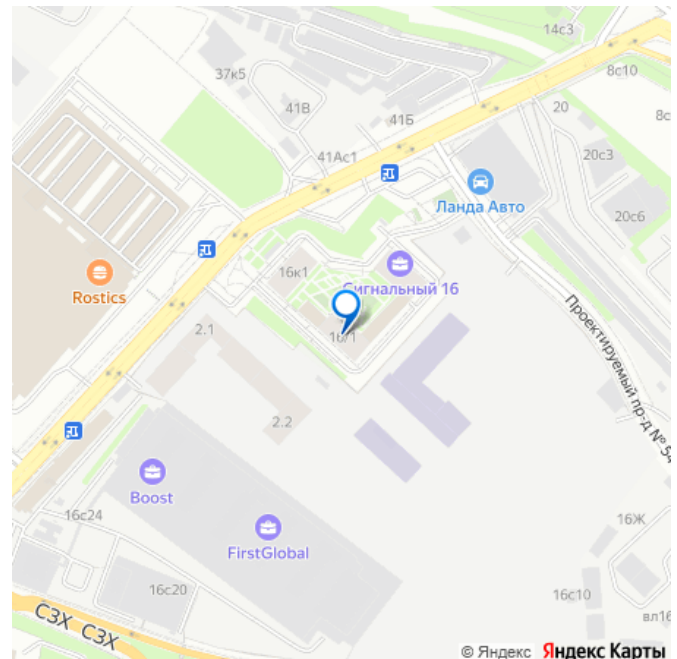 14с3
37к5
8с10
41В
41Б
20
8с
41Ас1
20с3
Ланда Авто
20с6
16к1
Rostics
Сигнальный 16
2.1
16/1
Проектируемый пр-д № 54
2.2
Boost
16с24
FirstGlobal
16Ж
16с20
16с10
СЗХ СЗХ
вл16
© Яндекс Яндекс Карты